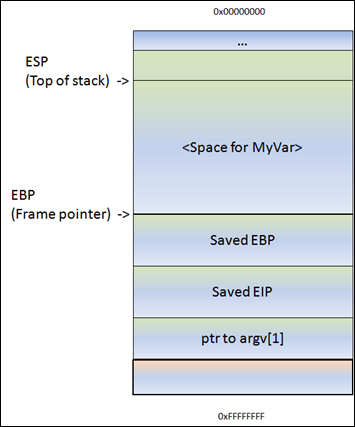 0x00000000
...
ESP
(Top of stack) ->
<Space for MyVar>
EBP
(Frame pointer) ->
Saved EBP
Saved EIP
ptr to argv[1]
0xFFFFFFFF